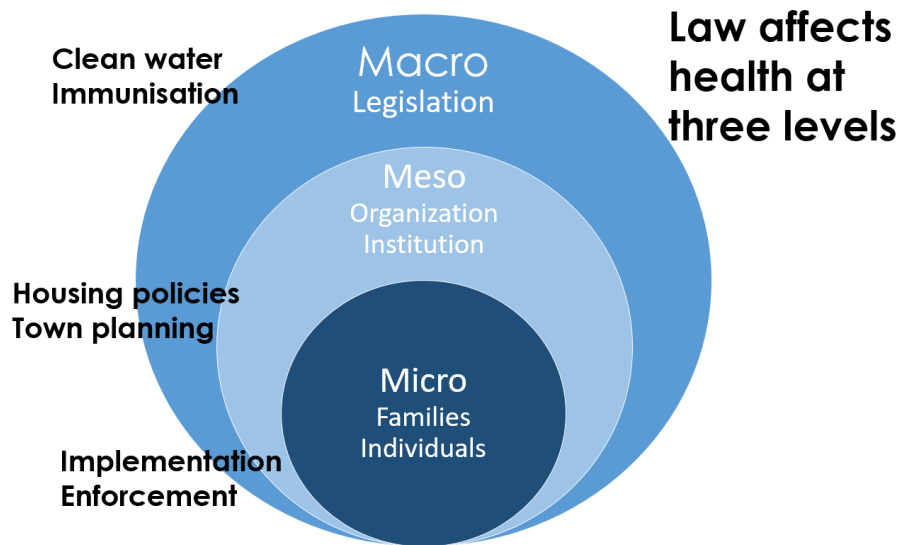 Law affects
health at
three levels
Clean water
Immunisation
Macro
Legislation
Meso
Organization
Institution
Housing policies
Town planning
Micro
Families
Individuals
Implementation
Enforcement